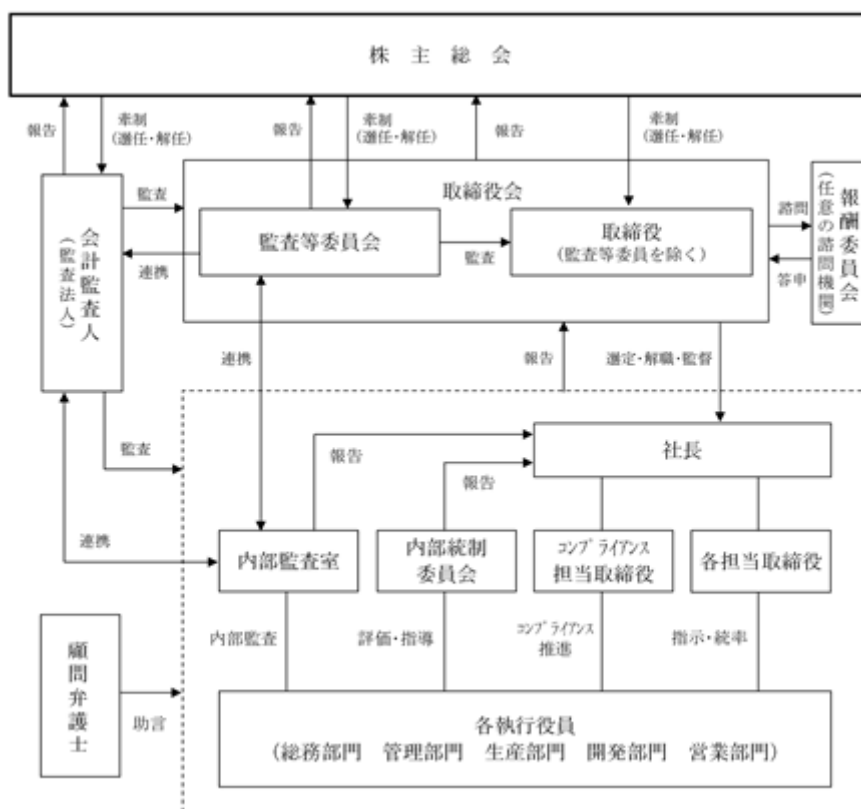 株主総会
報告
牽制
(選任・解任)
報告
牽制
(選任・解任)
報告
牽制
(選任・解任)
会計監査人
(監査法人)
監査
連携
取締役会
監査等委員会
監査
取締役
(監査等委員を除く)
諮問
答申
報酬委員会
(任意の諮問機関)
連携
報告
選定・解職・監督
監査
連携
報告
報告
社長
内部監査室
内部統制
委員会
コンプライアンス
担当取締役
各担当取締役
内部監査
評価・指導
コンプライアンス
推進
指示・統率
顧問弁護士
助言
各執行役員
(総務部門 管理部門 生産部門 開発部門 営業部門)